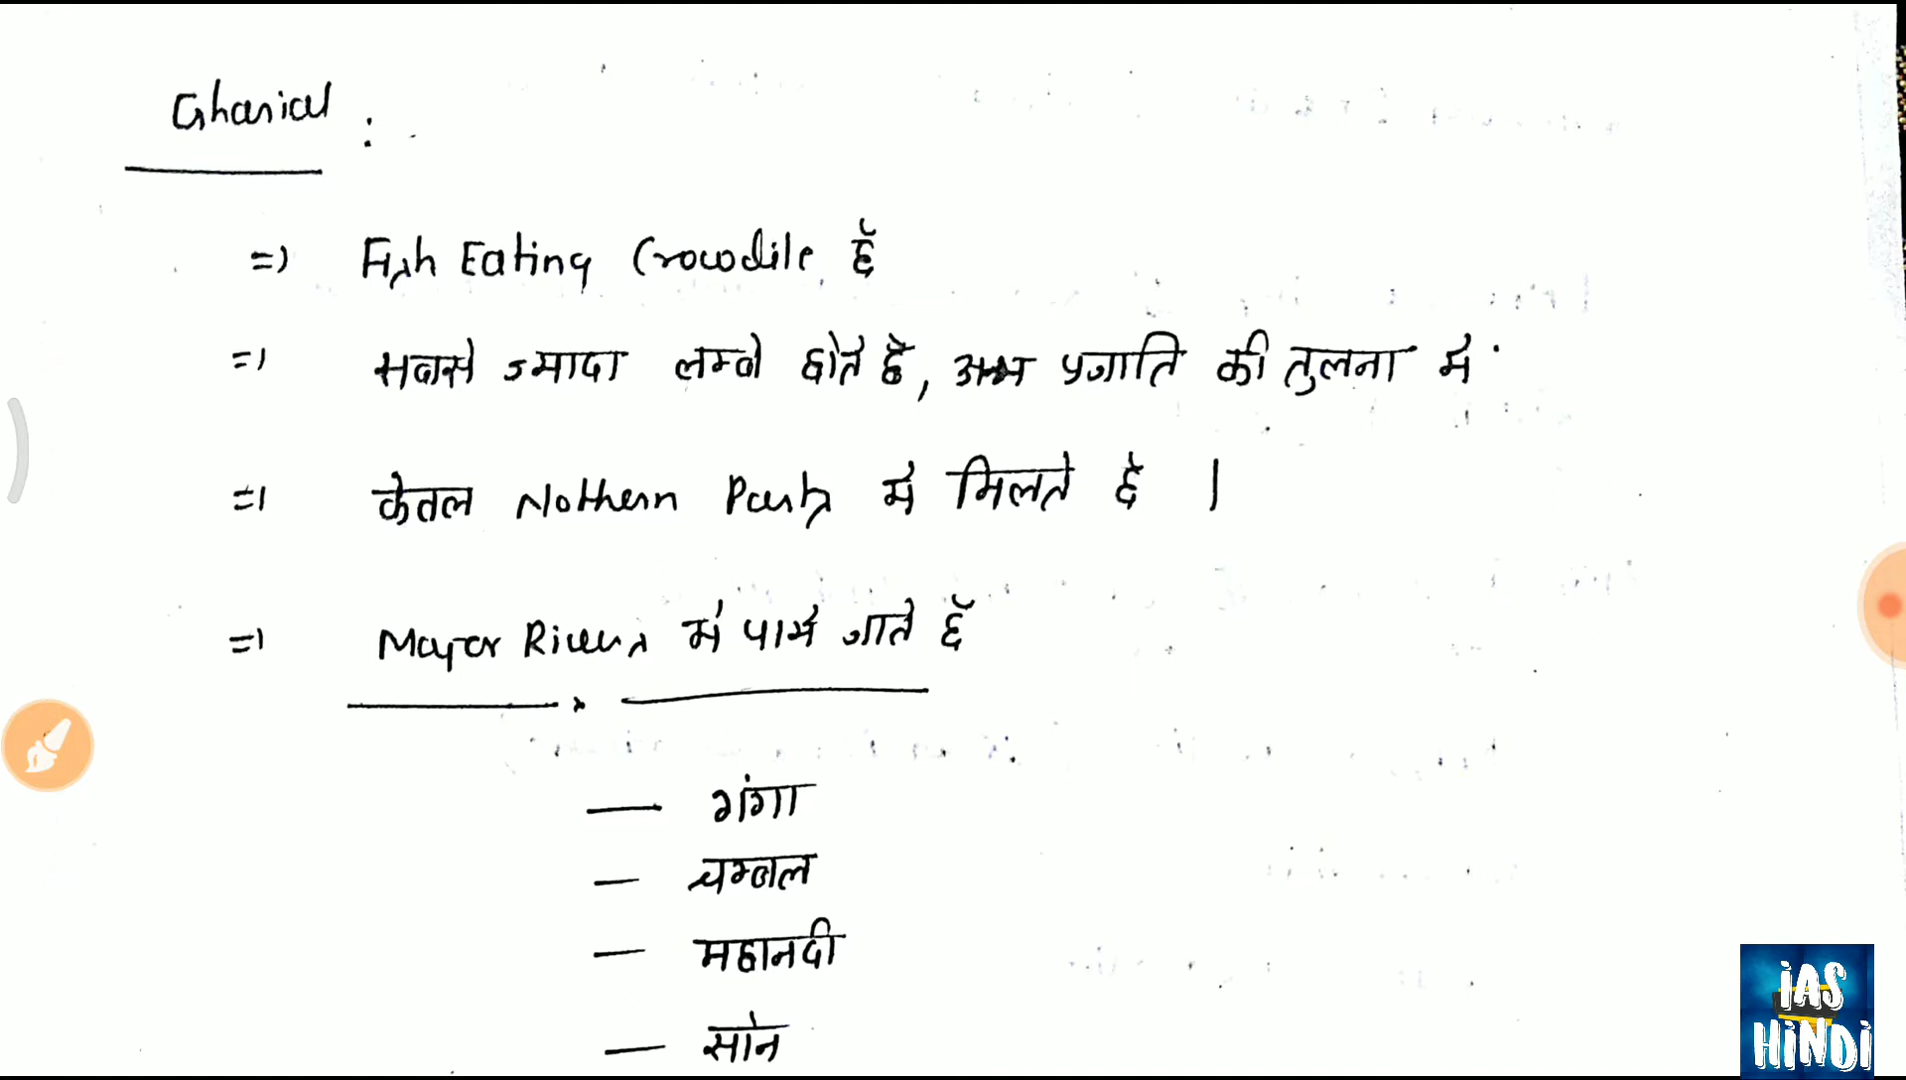 Gharial :
=> Fish Eating Crocodile है
=> सबसे ज्यादा लम्बे होते है, अन्य प्रजाति की तुलना में
=> केवल Nothern Parts में मिलते है ।
=> Major Rivers में पाये जाते है
— गंगा
— चम्बल
— महानदी
— सोन
iAS
HiNDi